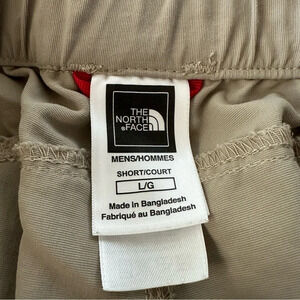 THE
NORTH
FACE
MENS/HOMMES
SHORT/COURT
L/G
Made in Bangladesh
Fabriqué au Bangladesh